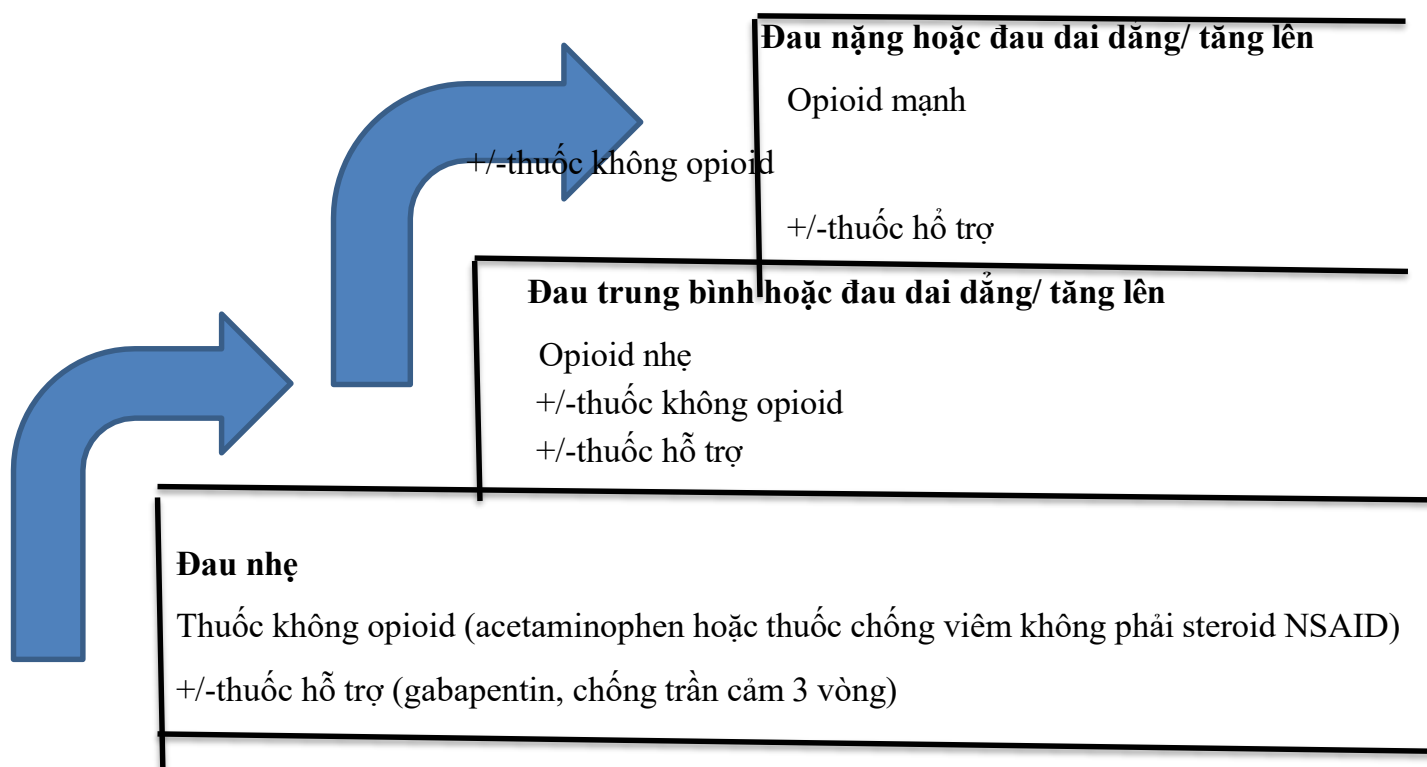 Đau nặng hoặc đau dai dẳng/ tăng lên
Opioid mạnh
+/-thuốc không opioid
+/-thuốc hổ trợ
Đau trung bình hoặc đau dai dẳng/ tăng lên
Opioid nhẹ
+/-thuốc không opioid
+/-thuốc hỗ trợ
Đau nhẹ
Thuốc không opioid (acetaminophen hoặc thuốc chống viêm không phải steroid NSAID)
+/-thuốc hỗ trợ (gabapentin, chống trần cảm 3 vòng)